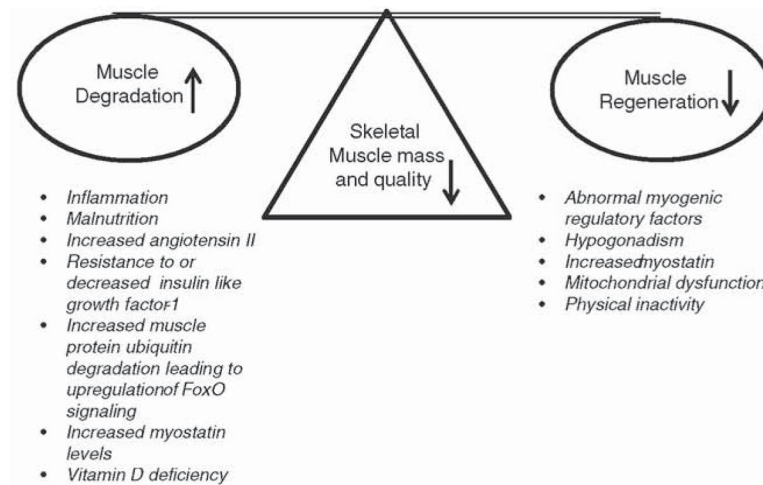 Muscle
Degradation
Skeletal
Muscle mass
and quality
Muscle
Regeneration
• Inflammation
• Malnutrition
• Increased angiotensin II
• Resistance to or
decreased insulin like
growth factor-1
• Increased muscle
protein ubiquitin
degradation leading to
upregulationof FoxO
signaling
• Increased myostatin
levels
• Vitamin D deficiency
• Abnormal myogenic
regulatory factors
• Hypogonadism
• Increasedmyostatin
• Mitochondrial dysfunction
• Physical inactivity